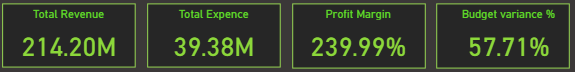 Total Revenue
214.20M
Total Expence
39.38M
Profit Margin
239.99%
Budget variance %
57.71%